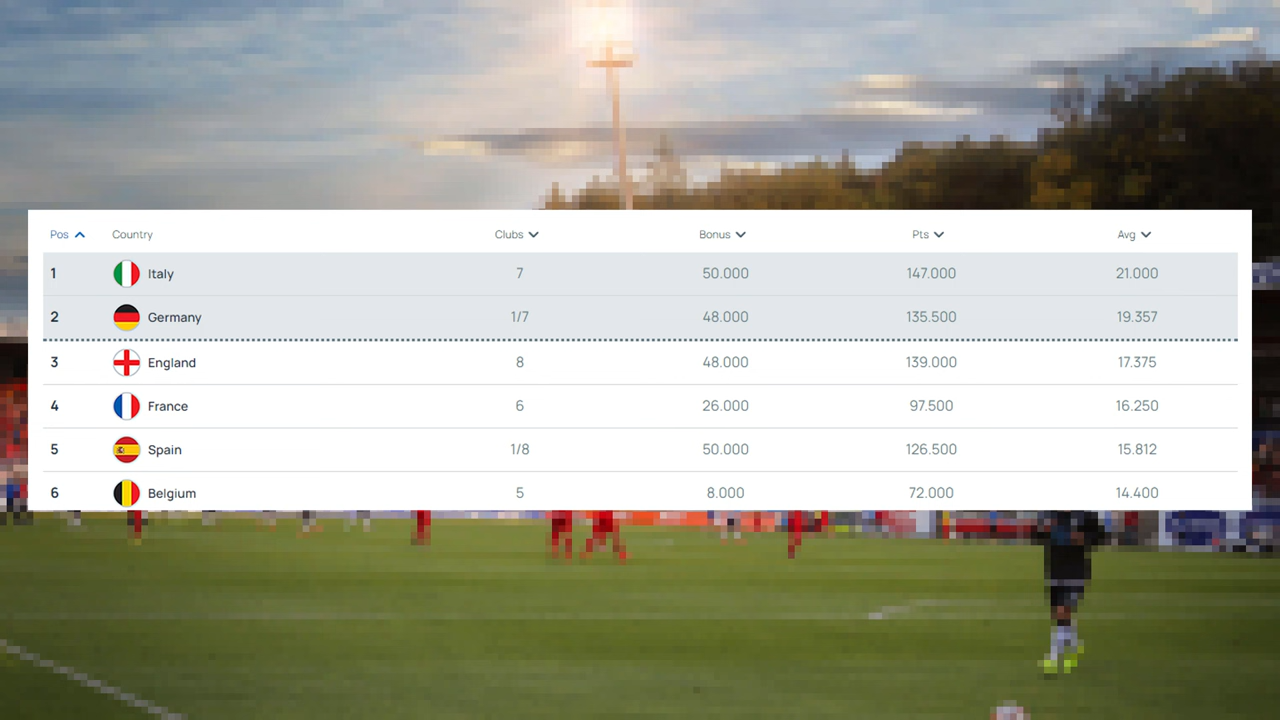 Pos Country Clubs Bonus Pts Avg
1 Italy 7 50.000 147.000 21.000
2 Germany 1/7 48.000 135.500 19.357
3 England 8 48.000 139.000 17.375
4 France 6 26.000 97.500 16.250
5 Spain 1/8 50.000 126.500 15.812
6 Belgium 5 8.000 72.000 14.400